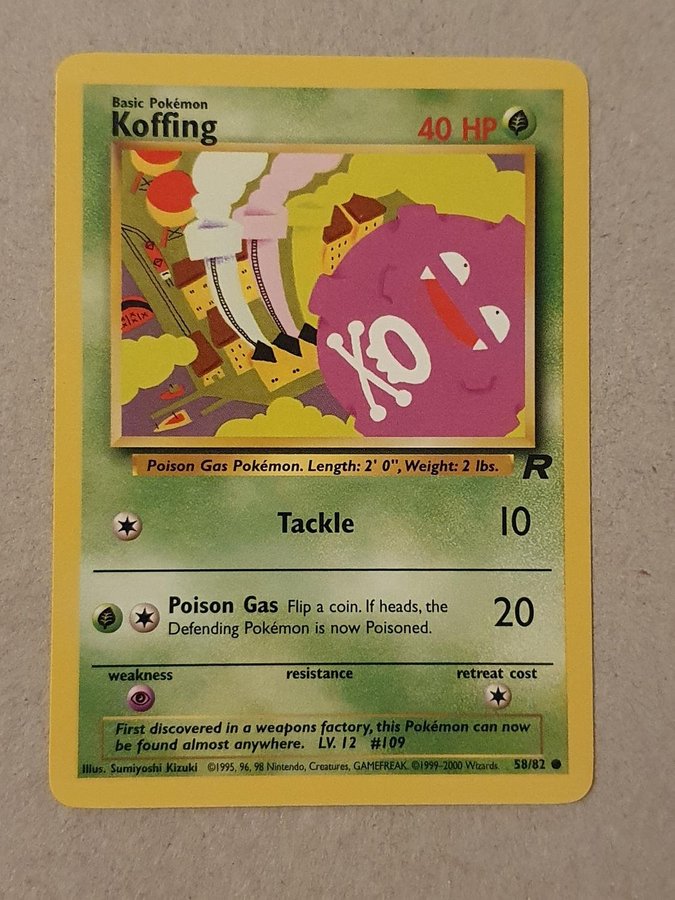 Basic Pokémon
Koffing 40 HP
Poison Gas Pokémon. Length: 2' 0", Weight: 2 lbs.
R
Tackle 10
Poison Gas Flip a coin. If heads, the
Defending Pokémon is now Poisoned. 20
weakness resistance retreat cost
First discovered in a weapons factory, this Pokémon can now
be found almost anywhere. LV. 12 #109
Illus. Sumiyoshi Kizuki ©1995, 96, 98 Nintendo, Creatures, GAMEFREAK. ©1999-2000 Wizards. 58/82